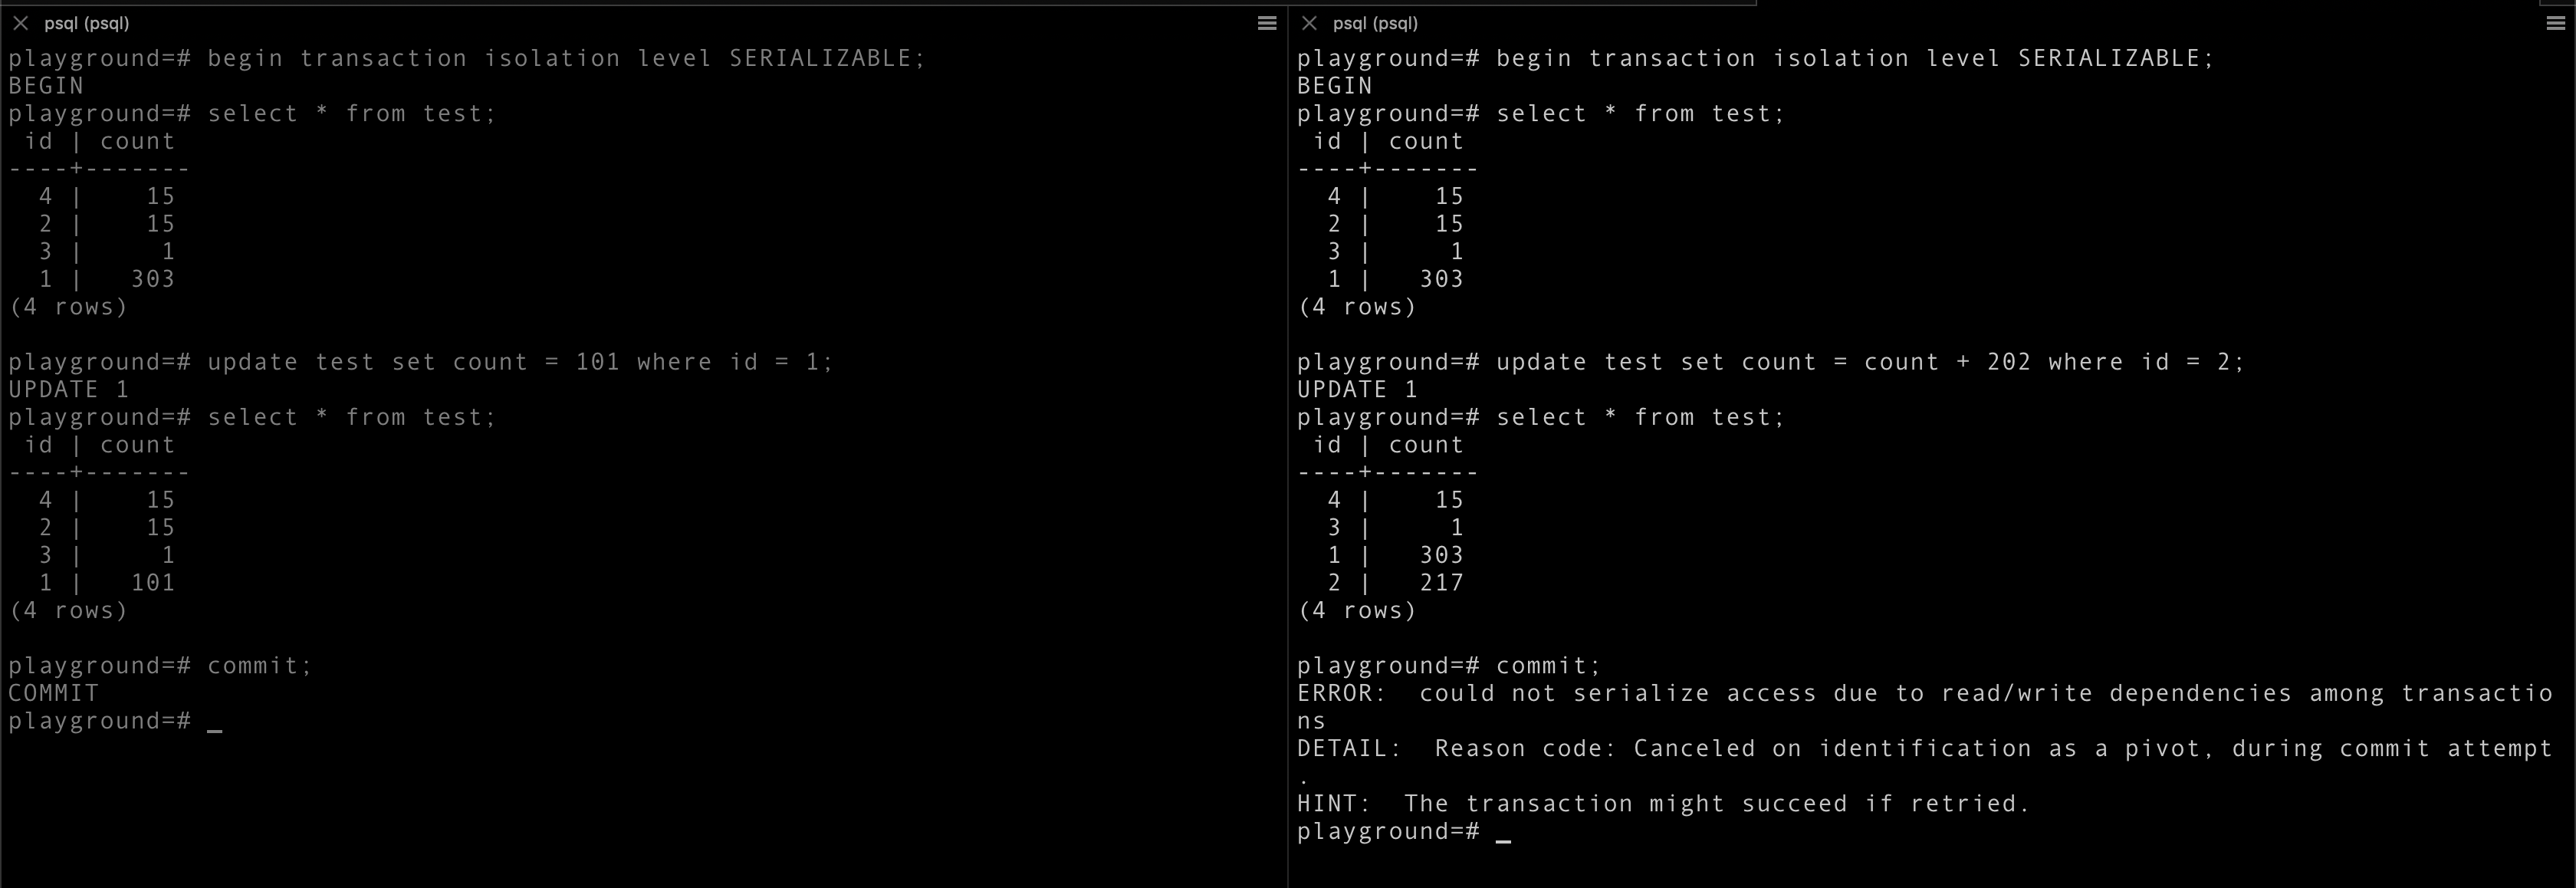 psql (psql)
playground=# begin transaction isolation level SERIALIZABLE;
BEGIN
playground=# select * from test;
 id | count
----+-------
  4 |    15
  2 |    15
  3 |     1
  1 |   303
(4 rows)

playground=# update test set count = 101 where id = 1;
UPDATE 1
playground=# select * from test;
 id | count
----+-------
  4 |    15
  2 |    15
  3 |     1
  1 |   101
(4 rows)

playground=# commit;
COMMIT
playground=# _
psql (psql)
playground=# begin transaction isolation level SERIALIZABLE;
BEGIN
playground=# select * from test;
 id | count
----+-------
  4 |    15
  2 |    15
  3 |     1
  1 |   303
(4 rows)

playground=# update test set count = count + 202 where id = 2;
UPDATE 1
playground=# select * from test;
 id | count
----+-------
  4 |    15
  3 |     1
  1 |   303
  2 |   217
(4 rows)

playground=# commit;
ERROR:  could not serialize access due to read/write dependencies among transactio
ns
DETAIL:  Reason code: Canceled on identification as a pivot, during commit attempt
.
HINT:  The transaction might succeed if retried.
playground=# _